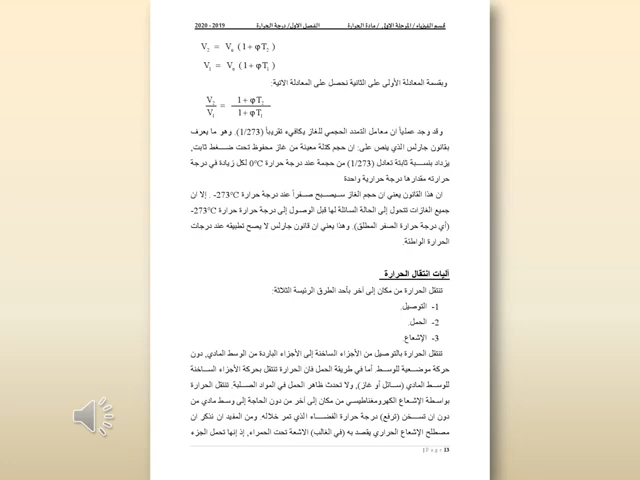 قسم الفيزياء / المرحلة الاولى / مادة الحرارة الفصل الاول/ درجة الحرارة 2019 - 2020
V₂ = Vₒ ( 1 + φT₂ )
V₁ = Vₒ ( 1 + φT₁ )
وبقسمة المعادلة الأولى على الثانية نحصل على المعادلة الاتية:
V₂/V₁ = (1 + φT₂)/(1 + φT₁)
وقد وجد عملياً ان معامل التمدد الحجمي للغاز يكافيء تقريباً (1/273). وهو ما يعرف
بقانون جارلس الذي ينص على: ان حجم كتلة معينة من غاز محفوظ تحت ضغط ثابت،
يزداد بنسبة ثابتة تعادل (1/273) من حجمة عند درجة حرارة 0°C لكل زيادة في درجة
حرارته مقدارها درجة حرارية واحدة
ان هذا القانون يعني ان حجم الغاز سيصبح صفراً عند درجة حرارة 273°C- . إلا ان
جميع الغازات تتحول إلى الحالة السائلة لها قبل الوصول إلى درجة حرارة حرارة 273°C-
(أي درجة حرارة الصفر المطلق). وهذا يعني ان قانون جارلس لا يصح تطبيقه عند درجات
الحرارة الواطئة.
آليات انتقال الحرارة
تنتقل الحرارة من مكان إلى آخر بأحد الطرق الرئيسة الثلاثة:
1- التوصيل.
2- الحمل.
3- الإشعاع.
تنتقل الحرارة بالتوصيل من الأجزاء الساخنة إلى الأجزاء الباردة من الوسط المادي، دون
حركة موضعية للوسط. أما في طريقة الحمل فان الحرارة تنتقل بحركة الأجزاء الساخنة
للوسط المادي (سائل أو غاز)، ولا تحدث ظاهر الحمل في المواد الصلبة. تنتقل الحرارة
بواسطة الإشعاع الكهرومغناطيسي من مكان إلى آخر من دون الحاجة إلى وسط مادي من
دون ان تسخن (ترفع) درجة حرارة الفضاء الذي تمر خلاله. ومن المفيد ان نذكر ان
مصطلح الإشعاع الحراري يقصد به (في الغالب) الاشعة تحت الحمراء، إذ إنها تحمل الجزء
13 | Page